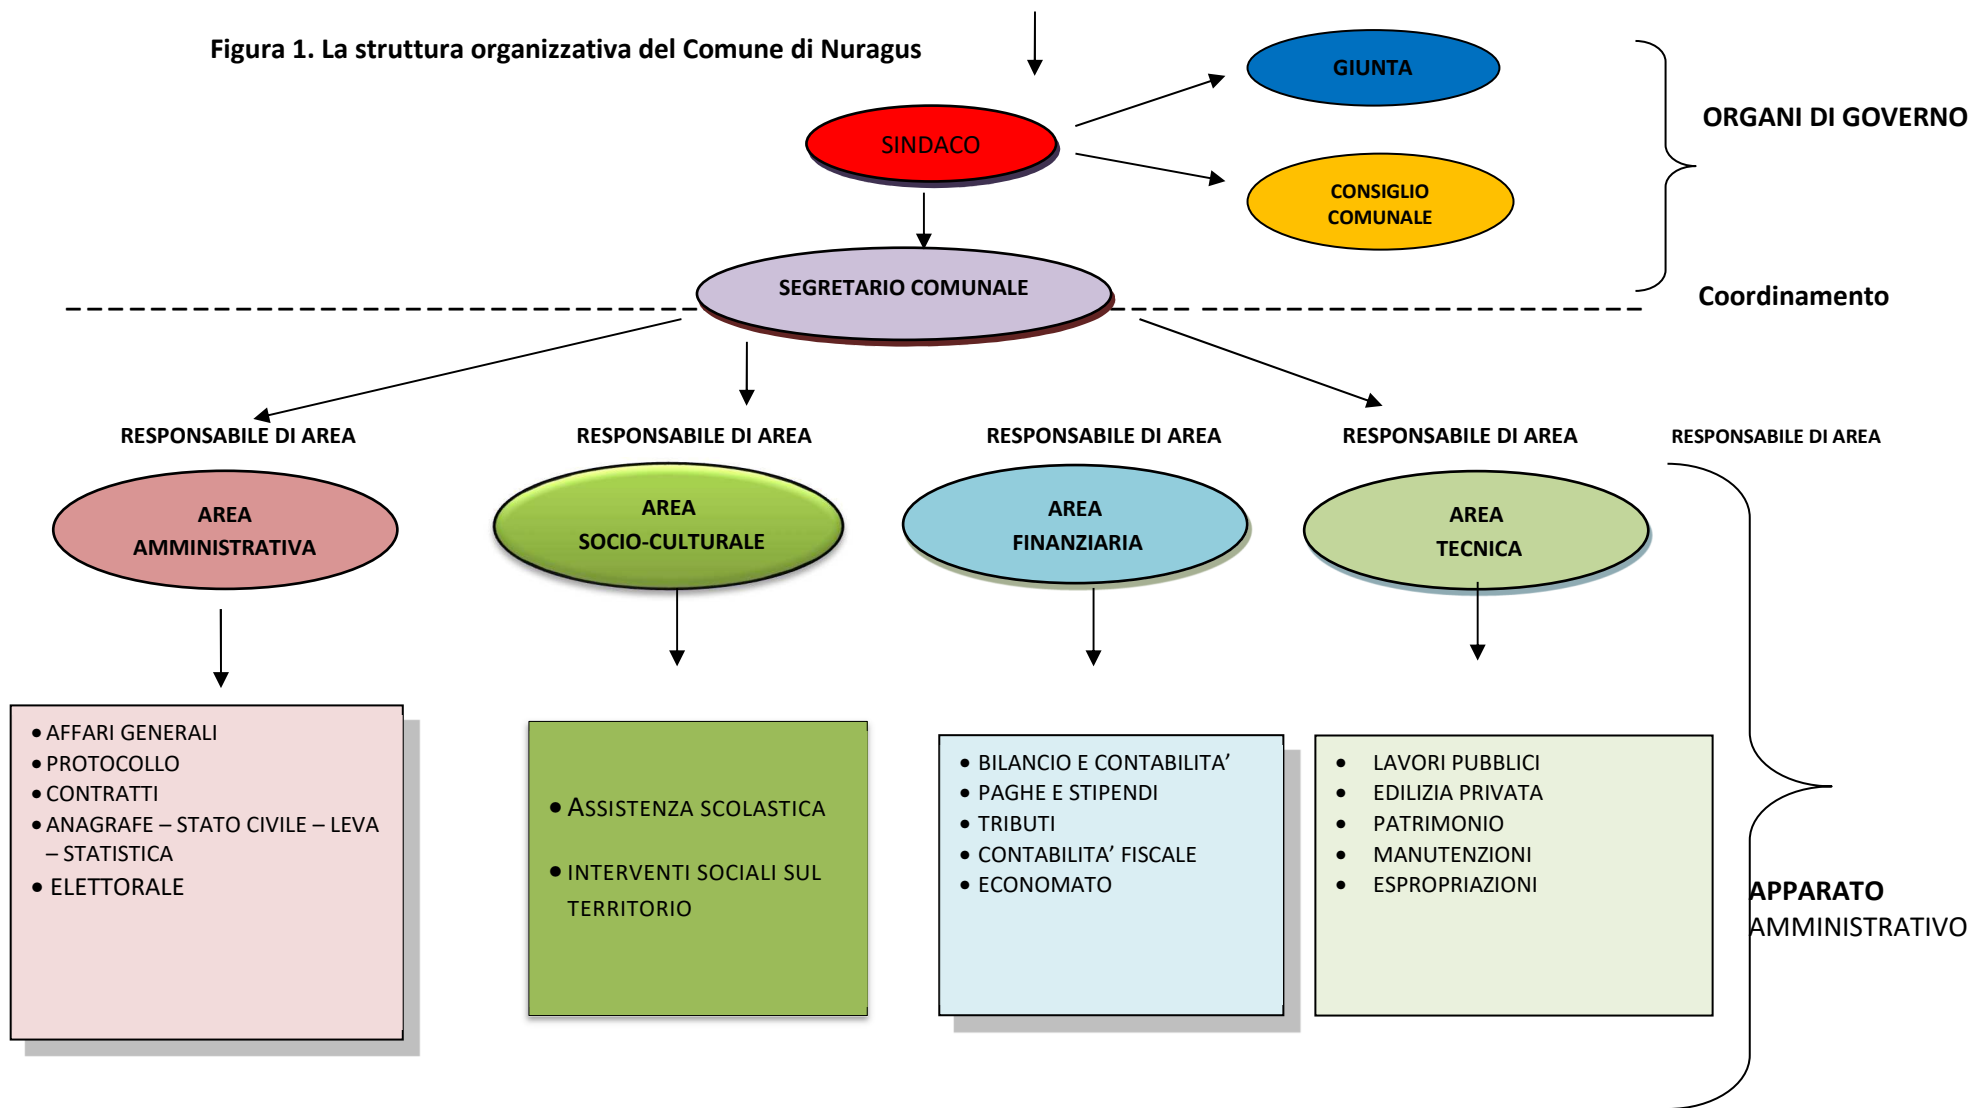 Figura 1. La struttura organizzativa del Comune di Nuragus
GIUNTA
ORGANI DI GOVERNO
SINDACO
CONSIGLIO
COMUNALE
SEGRETARIO COMUNALE
Coordinamento
RESPONSABILE DI AREA
RESPONSABILE DI AREA
RESPONSABILE DI AREA
RESPONSABILE DI AREA
RESPONSABILE DI AREA
AREA
AMMINISTRATIVA
AREA
SOCIO-CULTURALE
AREA
FINANZIARIA
AREA
TECNICA
• AFFARI GENERALI
• PROTOCOLLO
• CONTRATTI
• ANAGRAFE – STATO CIVILE – LEVA
– STATISTICA
• ELETTORALE
• ASSISTENZA SCOLASTICA
• INTERVENTI SOCIALI SUL
TERRITORIO
• BILANCIO E CONTABILITA’
• PAGHE E STIPENDI
• TRIBUTI
• CONTABILITA’ FISCALE
• ECONOMATO
• LAVORI PUBBLICI
• EDILIZIA PRIVATA
• PATRIMONIO
• MANUTENZIONI
• ESPROPRIAZIONI
APPARATO
AMMINISTRATIVO